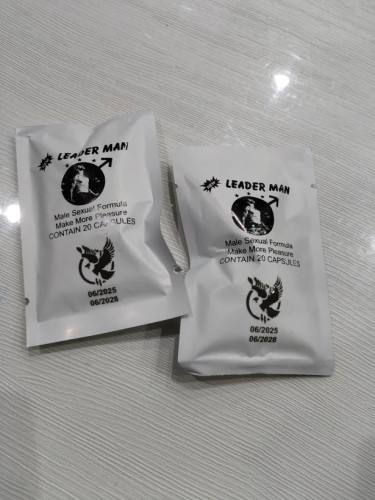 LEADER MAN
Male Sexual Formula
Make More Pleasure
CONTAIN 20 CAPSULES
06/2025
06/2028
LEADER MAN
Male Sexual Formula
Make More Pleasure
CONTAIN 20 CAPSULES
06/2025
06/2028